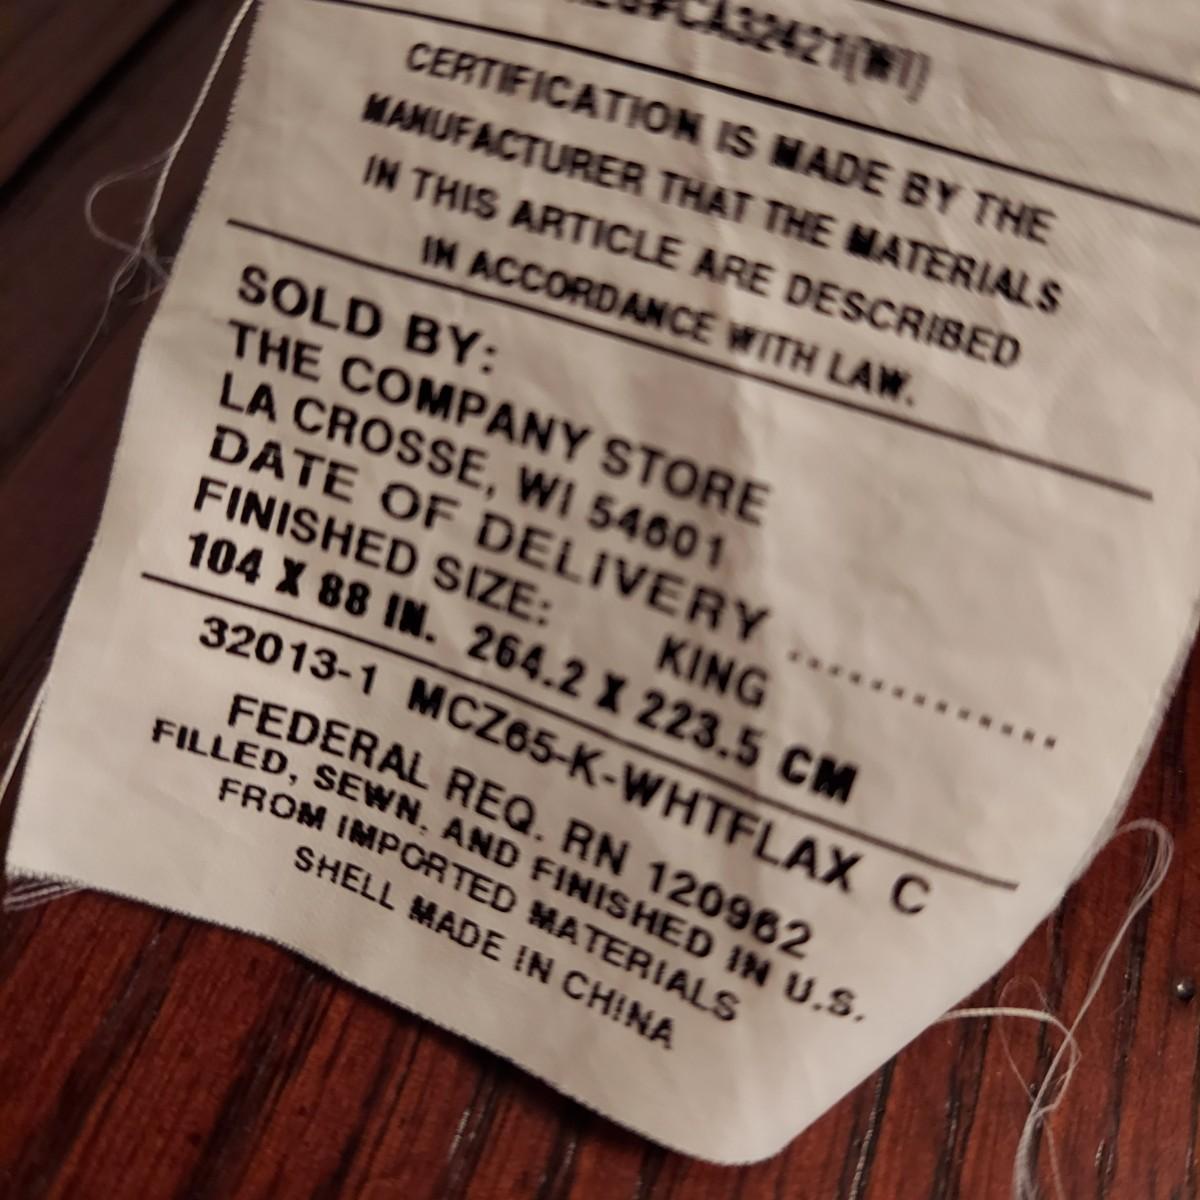 CERTIFICATION IS MADE BY THE
MANUFACTURER THAT THE MATERIALS
IN THIS ARTICLE ARE DESCRIBED
IN ACCORDANCE WITH LAW.
SOLD BY:
THE COMPANY STORE
LA CROSSE, WI 54601
DATE OF DELIVERY .............
FINISHED SIZE: KING
104 X 88 IN. 264.2 X 223.5 CM
32013-1 MCZ65-K-WHTFLAX C
FEDERAL REQ. RN 120962
FILLED, SEWN, AND FINISHED IN U.S.
FROM IMPORTED MATERIALS
SHELL MADE IN CHINA